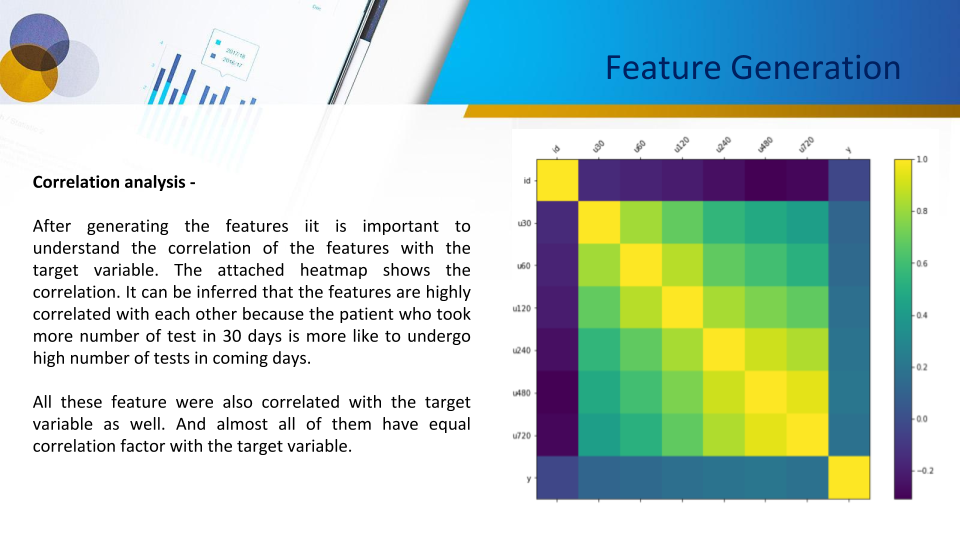 2017/18
2016/17
Feature Generation
Correlation analysis -
After generating the features iit is important to
understand the correlation of the features with the
target variable. The attached heatmap shows the
correlation. It can be inferred that the features are highly
correlated with each other because the patient who took
more number of test in 30 days is more like to undergo
high number of tests in coming days.
All these feature were also correlated with the target
variable as well. And almost all of them have equal
correlation factor with the target variable.
id u30 u60 u120 u240 u480 u720 y
id
u30
u60
u120
u240
u480
u720
y
1.0
0.8
0.6
0.4
0.2
0.0
−0.2